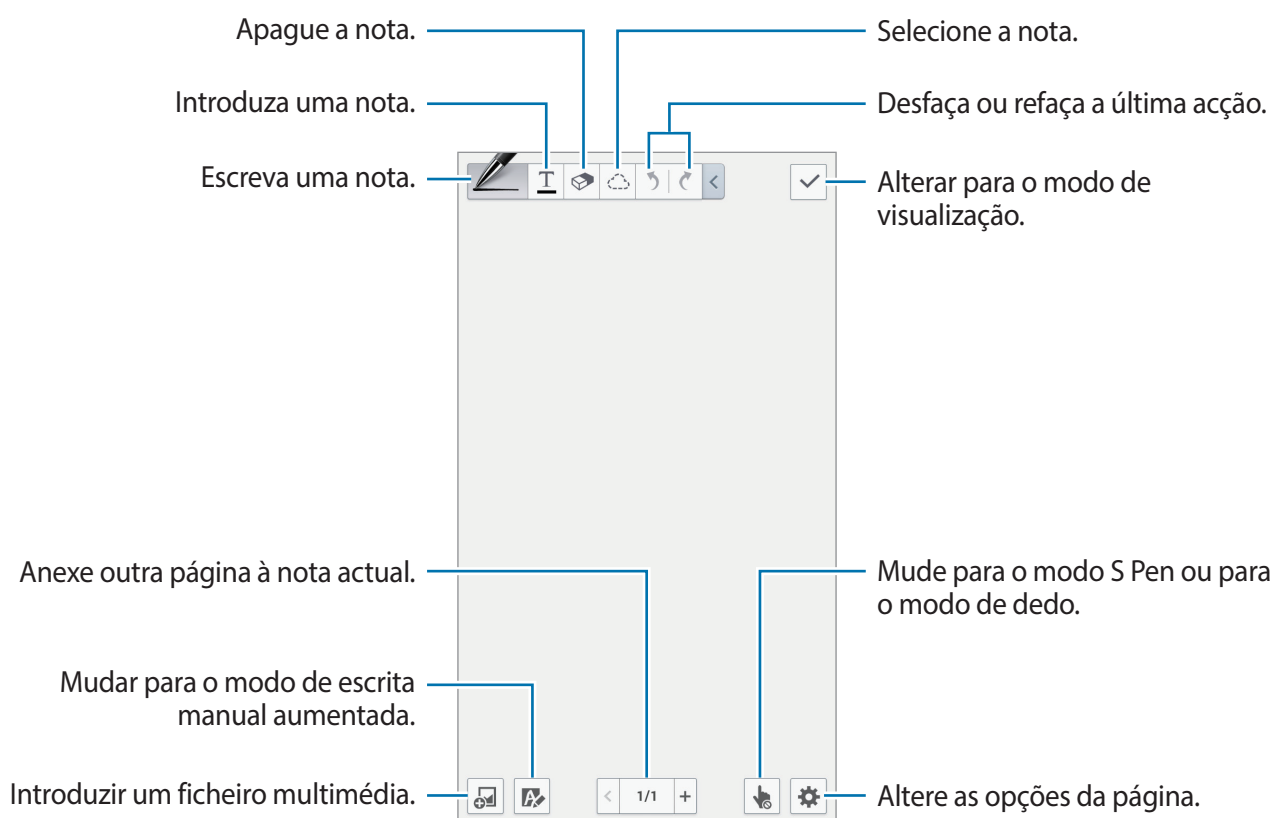 Apague a nota.
Selecione a nota.
Introduza uma nota.
Desfaça ou refaça a última acção.
Escreva uma nota.
T
Alterar para o modo de
visualização.
Anexe outra página à nota actual.
Mude para o modo S Pen ou para
o modo de dedo.
Mudar para o modo de escrita
manual aumentada.
Introduzir um ficheiro multimédia.
A
< 1/1 +
Altere as opções da página.